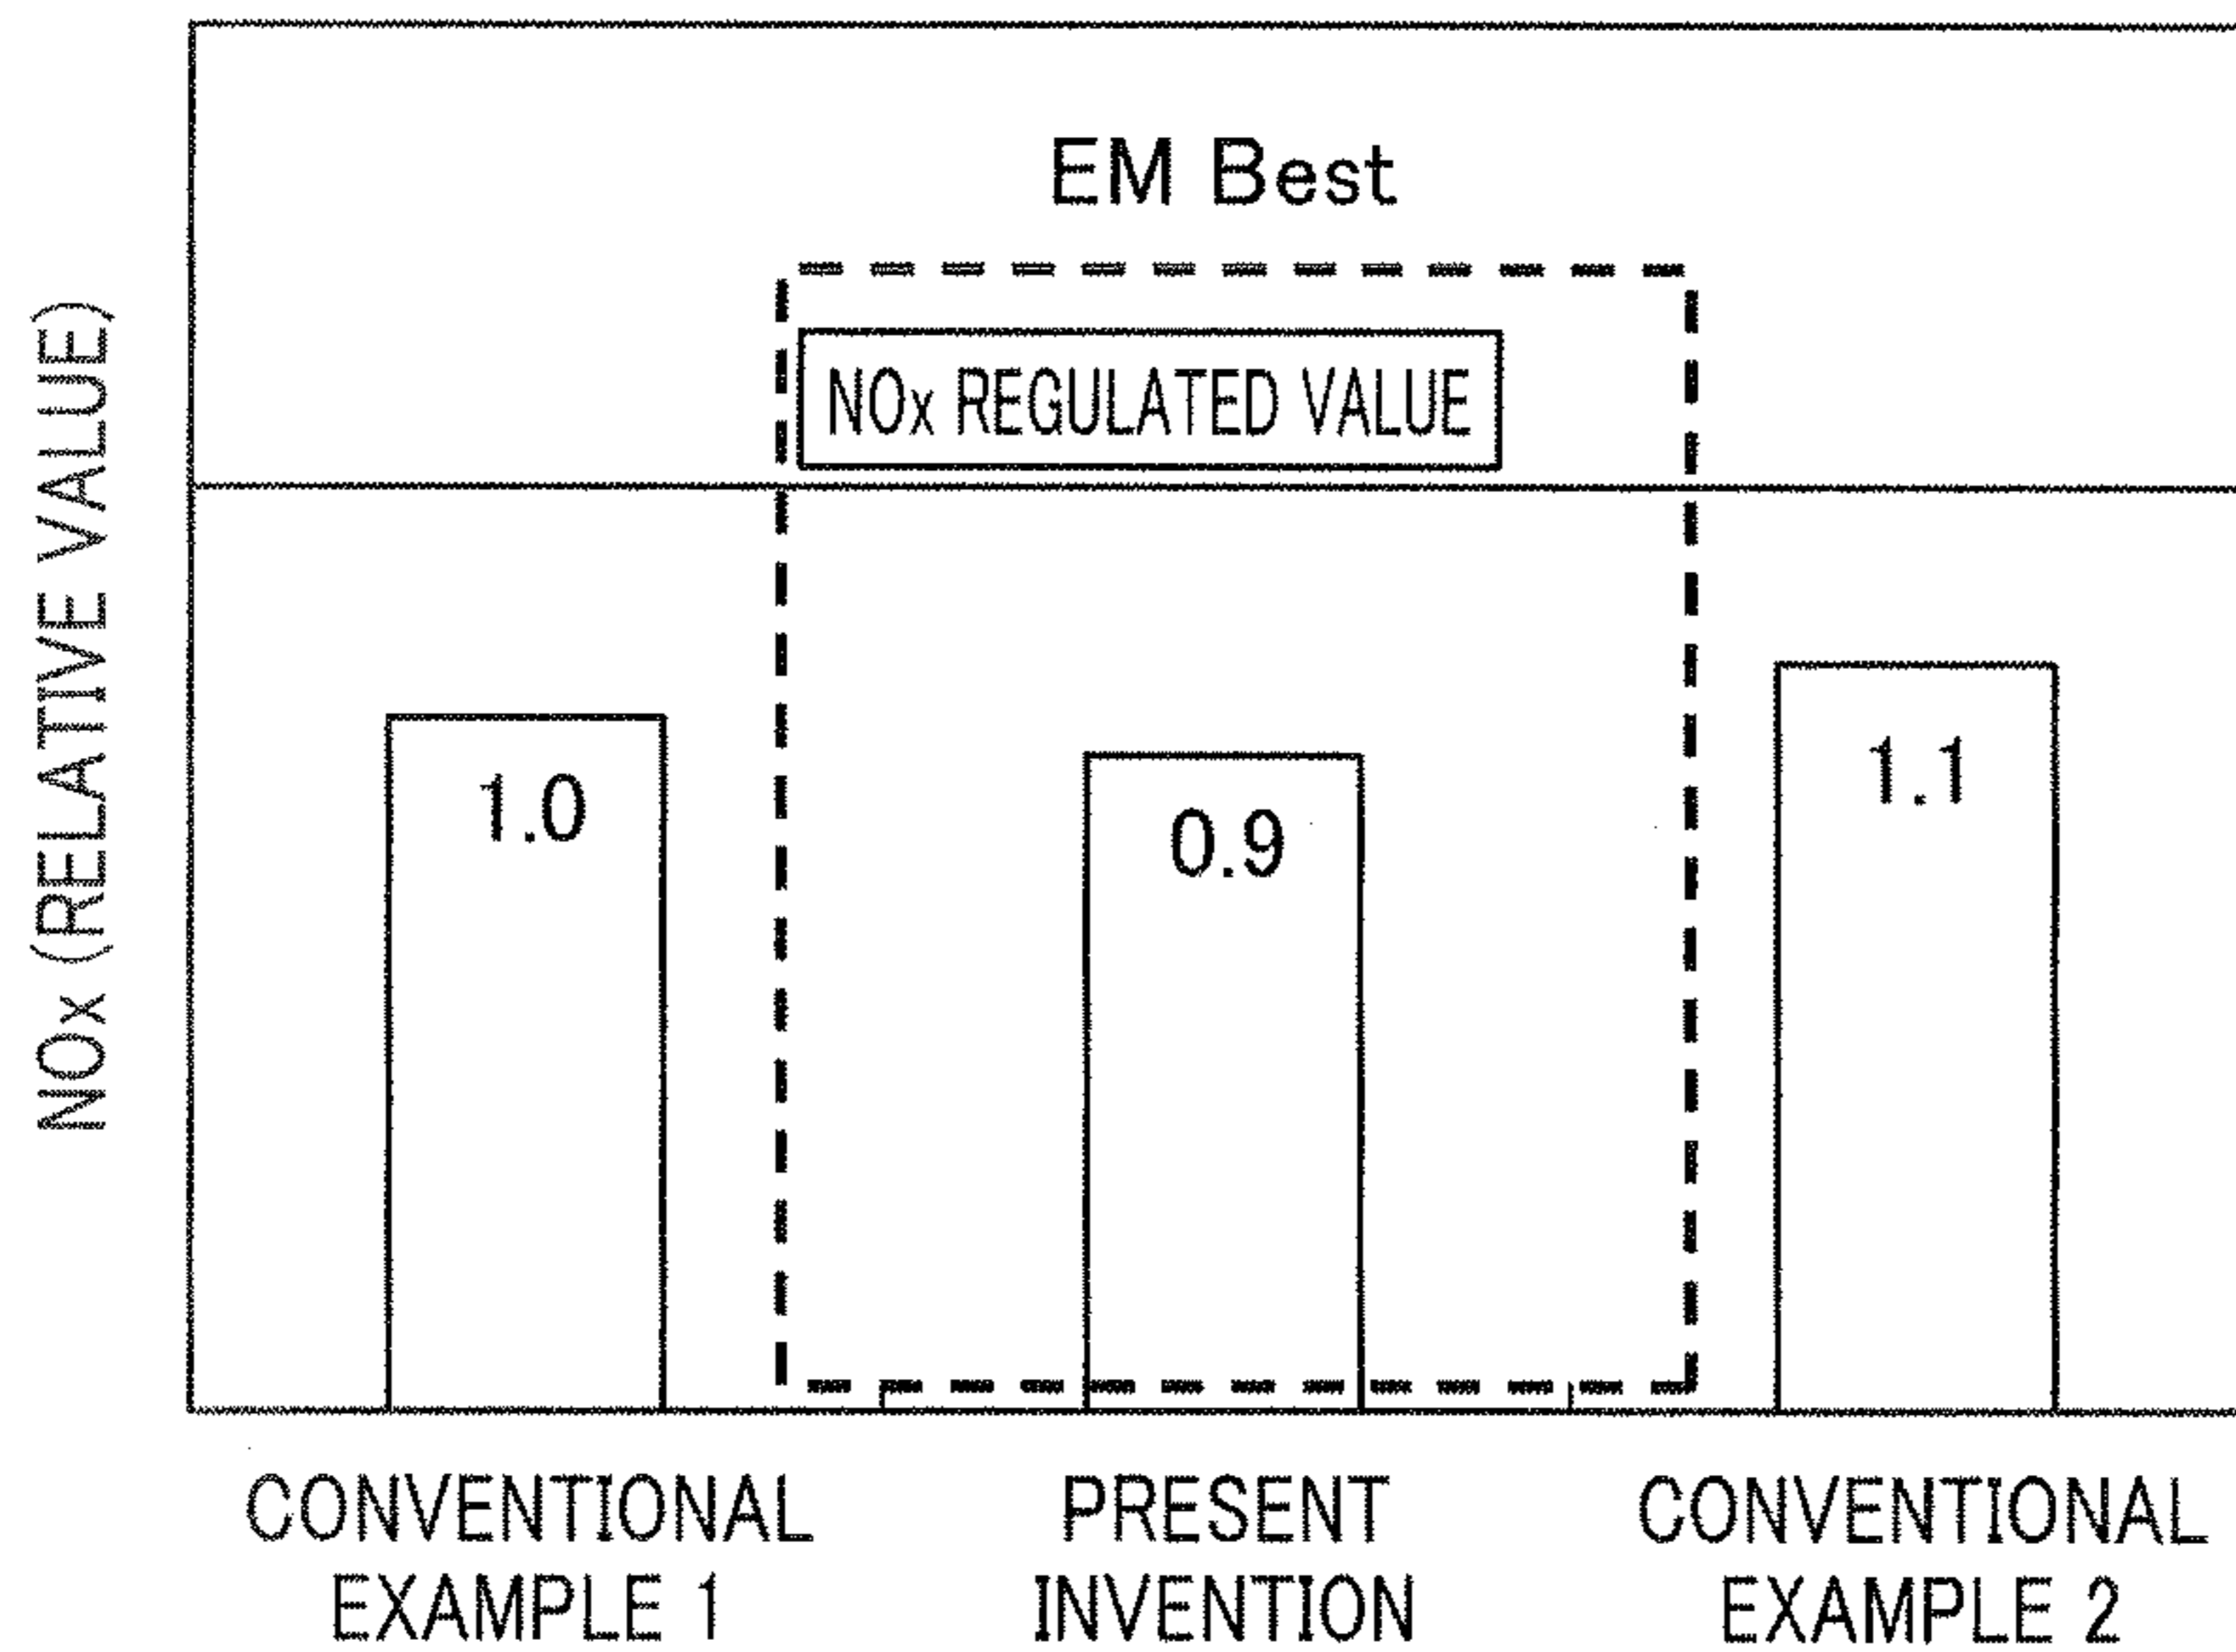 NOx (RELATIVE VALUE)
EM Best
NOx REGULATED VALUE
1.0
0.9
1.1
CONVENTIONAL
EXAMPLE 1
PRESENT
INVENTION
CONVENTIONAL
EXAMPLE 2